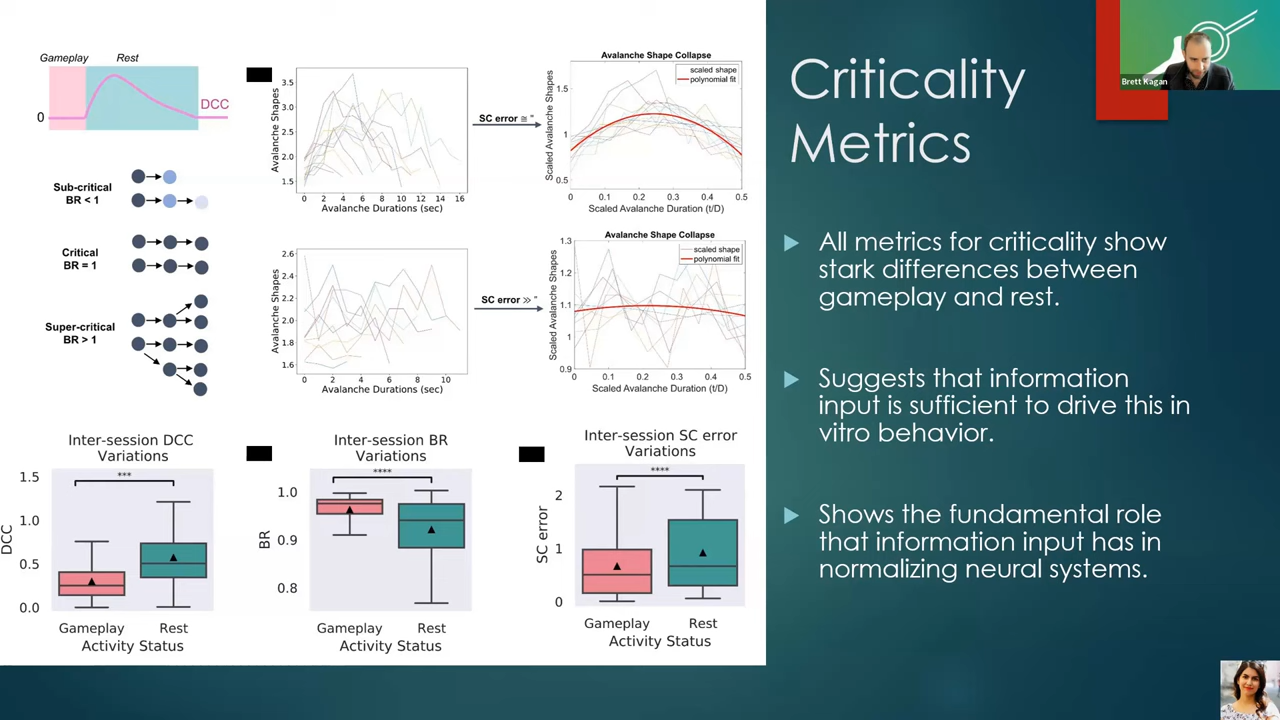 Gameplay Rest
DCC
0
Sub-critical
BR < 1
Critical
BR = 1
Super-critical
BR > 1
Avalanche Shapes
3.5
3.0
2.5
2.0
1.5
0 2 4 6 8 10 12 14 16
Avalanche Durations (sec)
SC error ≅ "
Avalanche Shape Collapse
scaled shape
polynomial fit
Scaled Avalanche Shapes
1.5
1
0.5
0 0.1 0.2 0.3 0.4 0.5
Scaled Avalanche Duration (t/D)
Avalanche Shapes
2.6
2.4
2.2
2.0
1.8
1.6
0 2 4 6 8 10
Avalanche Durations (sec)
SC error ≫ "
Avalanche Shape Collapse
scaled shape
polynomial fit
Scaled Avalanche Shapes
1.3
1.2
1.1
1
0.9
0 0.1 0.2 0.3 0.4 0.5
Scaled Avalanche Duration (t/D)
Inter-session DCC
Variations
***
DCC
1.5
1.0
0.5
0.0
Gameplay Rest
Activity Status
Inter-session BR
Variations
****
BR
1.0
0.9
0.8
Gameplay Rest
Activity Status
Inter-session SC error
Variations
****
SC error
2
1
0
Gameplay Rest
Activity Status
Criticality
Metrics
Brett Kagan
All metrics for criticality show
stark differences between
gameplay and rest.
Suggests that information
input is sufficient to drive this in
vitro behavior.
Shows the fundamental role
that information input has in
normalizing neural systems.